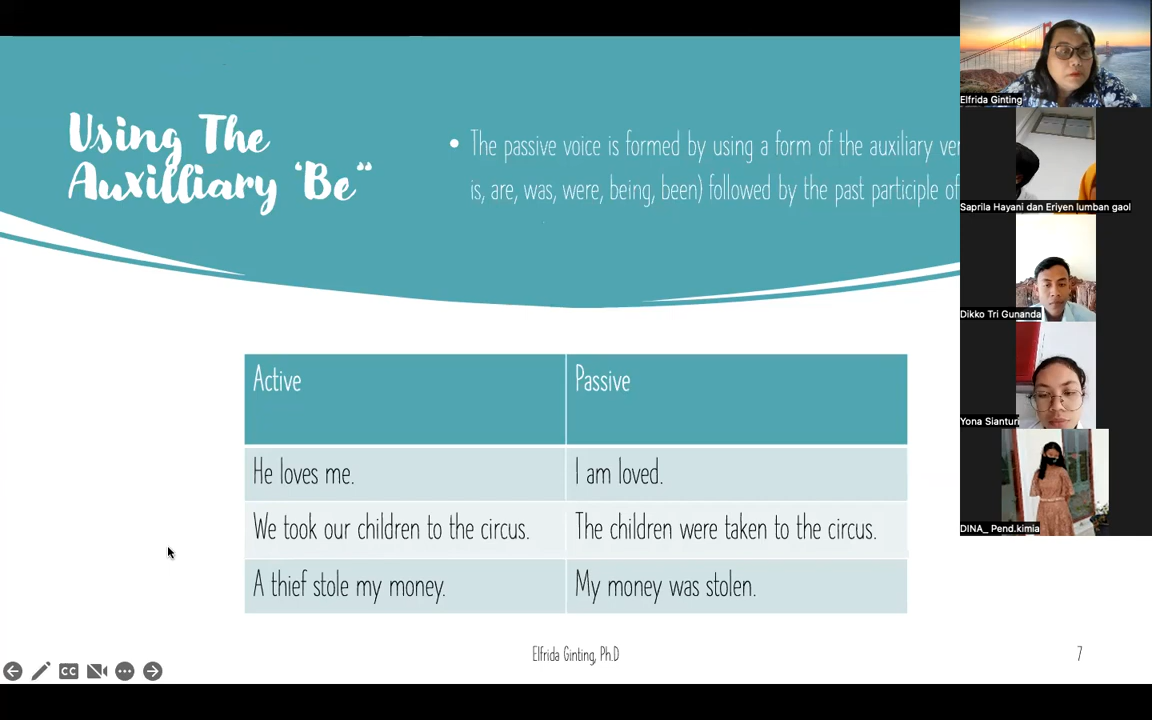 Using The
Auxilliary ‘Be”
• The passive voice is formed by using a form of the auxiliary
is, are, was, were, being, been) followed by the past participle of
Active
Passive
He loves me.
I am loved.
We took our children to the circus.
The children were taken to the circus.
A thief stole my money.
My money was stolen.
Elfrida Ginting, Ph.D
7
CC
Elfrida Ginting
Saprila Hayani dan Eriyen lumban gaol
Dikko Tri Gunanda
Yona Sianturi
DINA_ Pend.kimia